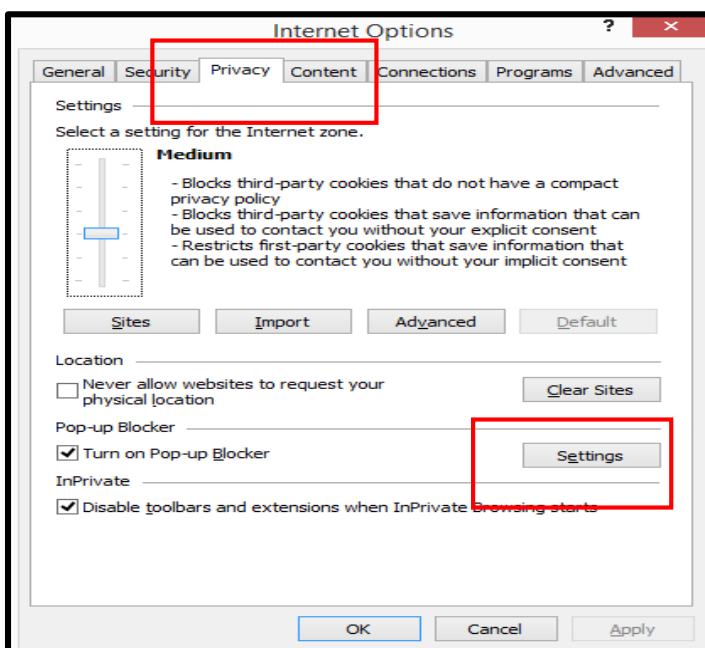 Internet Options
?
×
General Security Privacy Content Connections Programs Advanced
Settings
Select a setting for the Internet zone.
Medium
- Blocks third-party cookies that do not have a compact
privacy policy
- Blocks third-party cookies that save information that can
be used to contact you without your explicit consent
- Restricts first-party cookies that save information that
can be used to contact you without your implicit consent
Sites Import Advanced Default
Location
Never allow websites to request your
physical location
Clear Sites
Pop-up Blocker
Turn on Pop-up Blocker
Settings
InPrivate
Disable toolbars and extensions when InPrivate Browsing starts
OK Cancel Apply